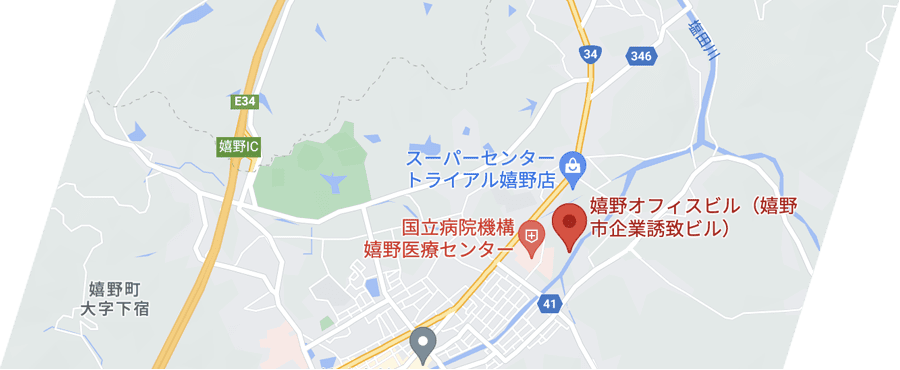 塩田川
34
346
E34
嬉野IC
スーパーセンター
トライアル嬉野店
嬉野オフィスビル（嬉野
市企業誘致ビル）
国立病院機構
嬉野医療センター
嬉野町
大字下宿
41